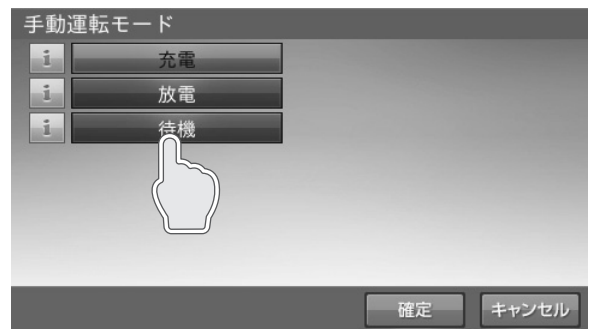 手動運転モード
i 充電
i 放電
i 待機
確定 キャンセル